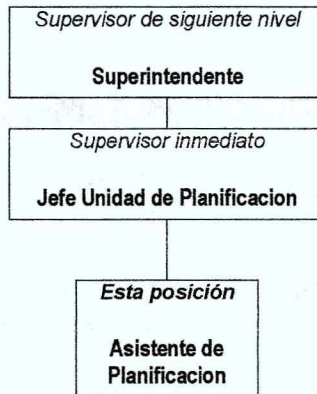 Supervisor de siguiente nivel
Superintendente
Supervisor inmediato
Jefe Unidad de Planificacion
Esta posición
Asistente de
Planificacion